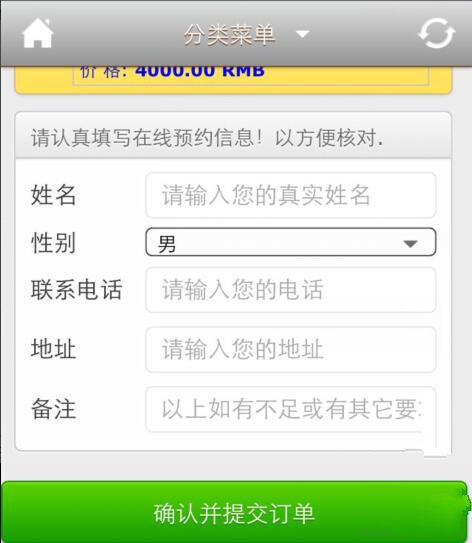 分类菜单
价格: 4000.00 RMB
请认真填写在线预约信息！以方便核对.
姓名 请输入您的真实姓名
性别 男
联系电话 请输入您的电话
地址 请输入您的地址
备注 以上如有不足或有其它要
确认并提交订单